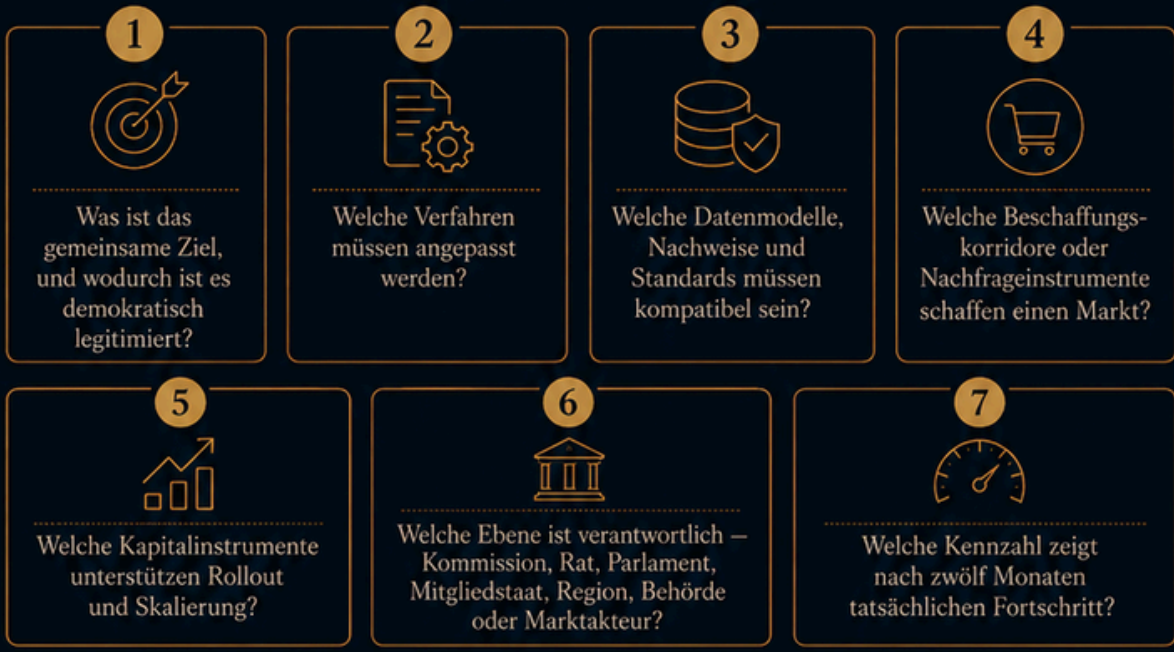 1
Was ist das
gemeinsame Ziel,
und wodurch ist es
demokratisch
legitimiert?
2
Welche Verfahren
müssen angepasst
werden?
3
Welche Datenmodelle,
Nachweise und
Standards müssen
kompatibel sein?
4
Welche Beschaffungs-
korridore oder
Nachfrageinstrumente
schaffen einen Markt?
5
Welche Kapitalinstrumente
unterstützen Rollout
und Skalierung?
6
Welche Ebene ist verantwortlich –
Kommission, Rat, Parlament,
Mitgliedstaat, Region, Behörde
oder Marktakteur?
7
Welche Kennzahl zeigt
nach zwölf Monaten
tatsächlichen Fortschritt?